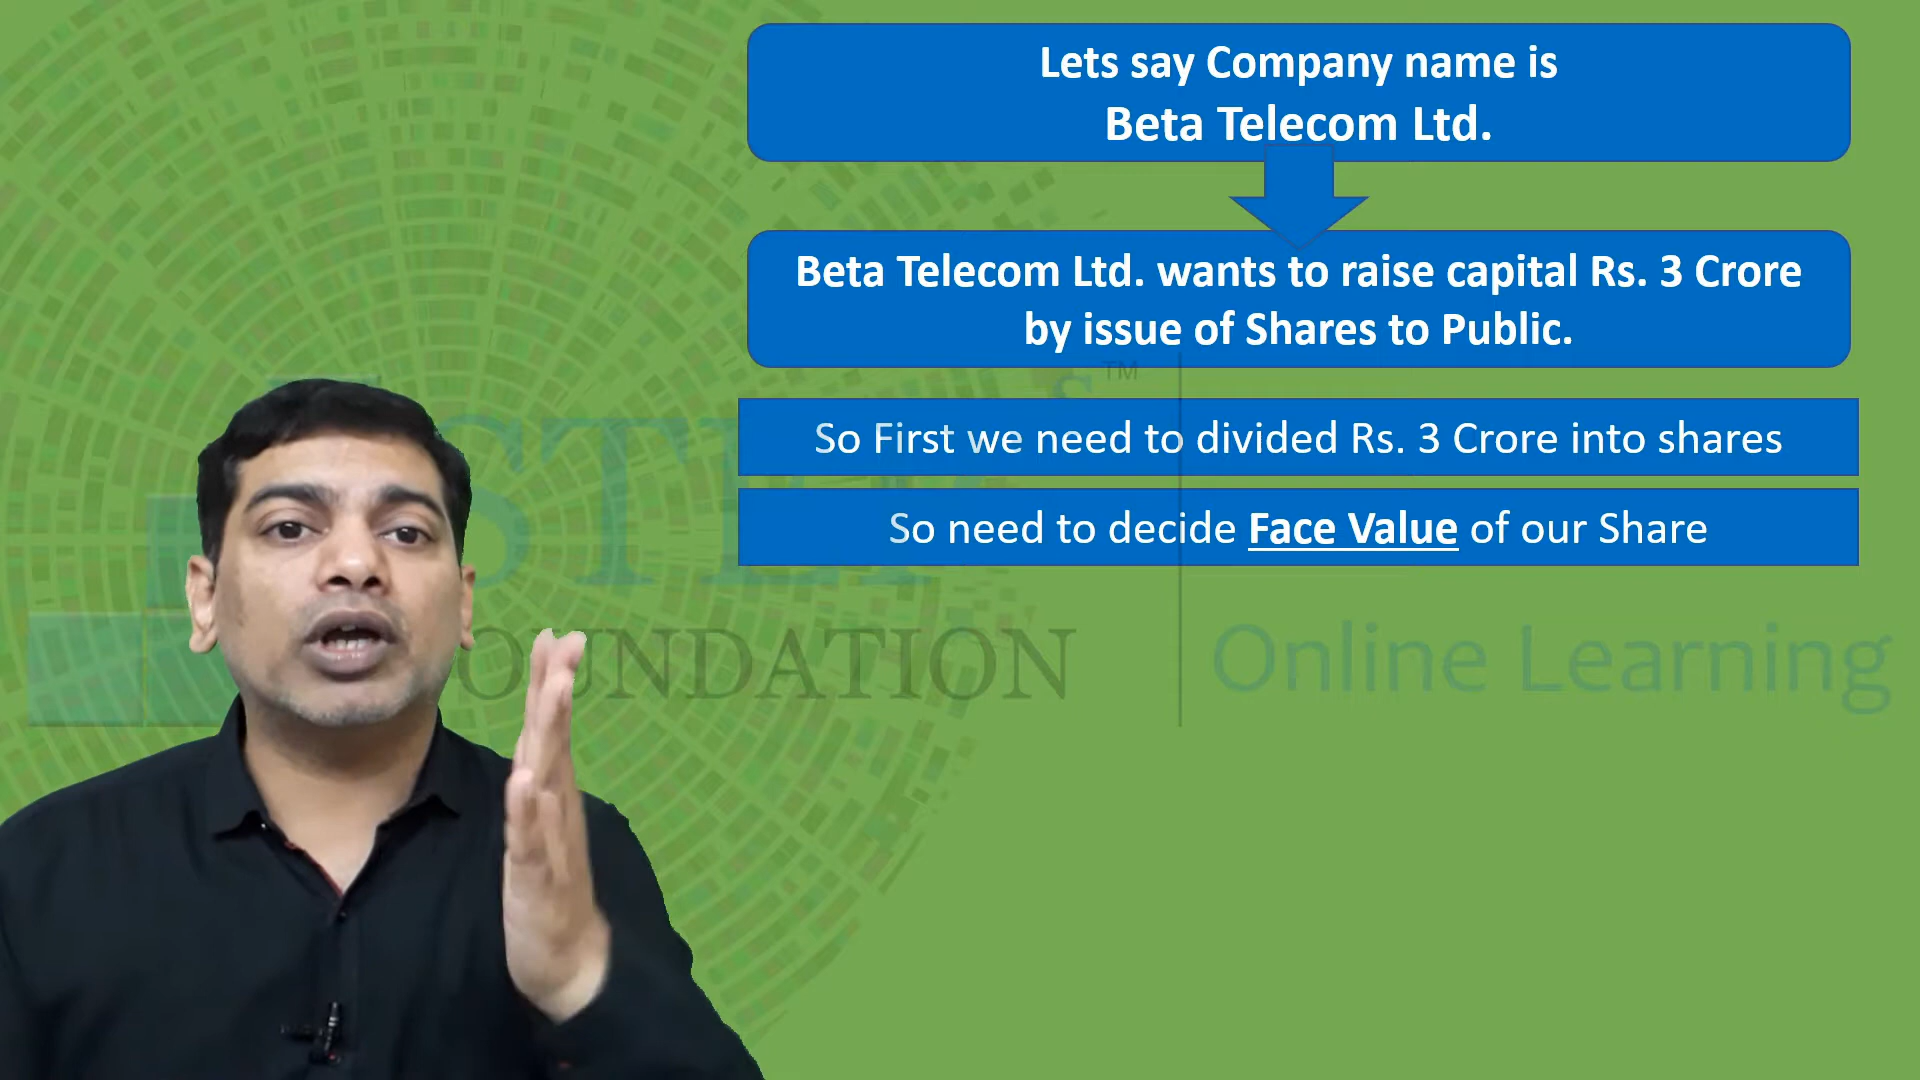 Lets say Company name is
Beta Telecom Ltd.
Beta Telecom Ltd. wants to raise capital Rs. 3 Crore
by issue of Shares to Public.
So First we need to divided Rs. 3 Crore into shares
So need to decide Face Value of our Share
TM
OUNDATION
Online Learning